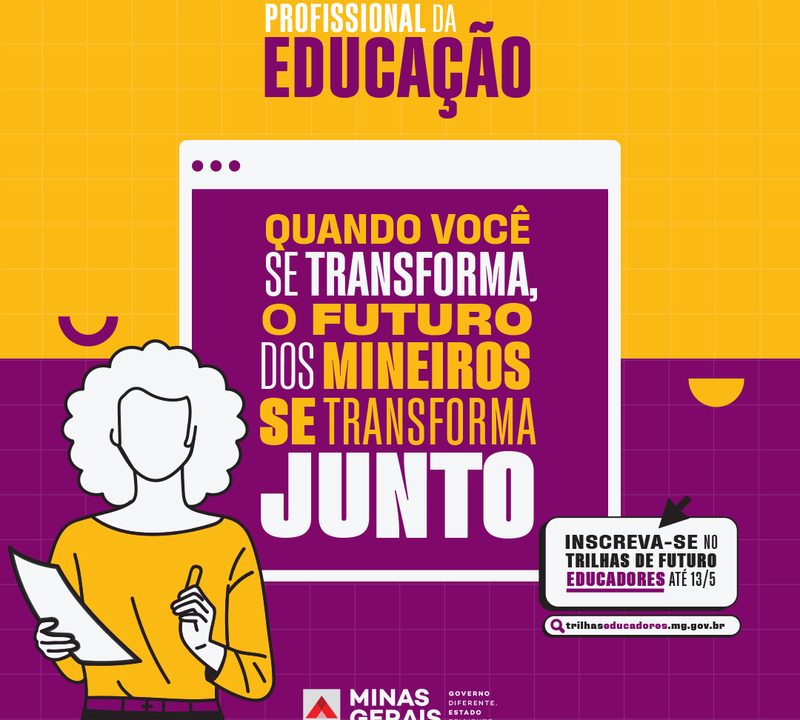 PROFISSIONAL DA
EDUCAÇÃO
QUANDO VOCÊ
SE TRANSFORMA,
O FUTURO
DOS MINEIROS
SE TRANSFORMA
JUNTO
INSCREVA-SE NO
TRILHAS DE FUTURO
EDUCADORES ATÉ 13/5
trilhaseducadores.mg.gov.br
MINAS
GERAIS
GOVERNO
DIFERENTE.
ESTADO